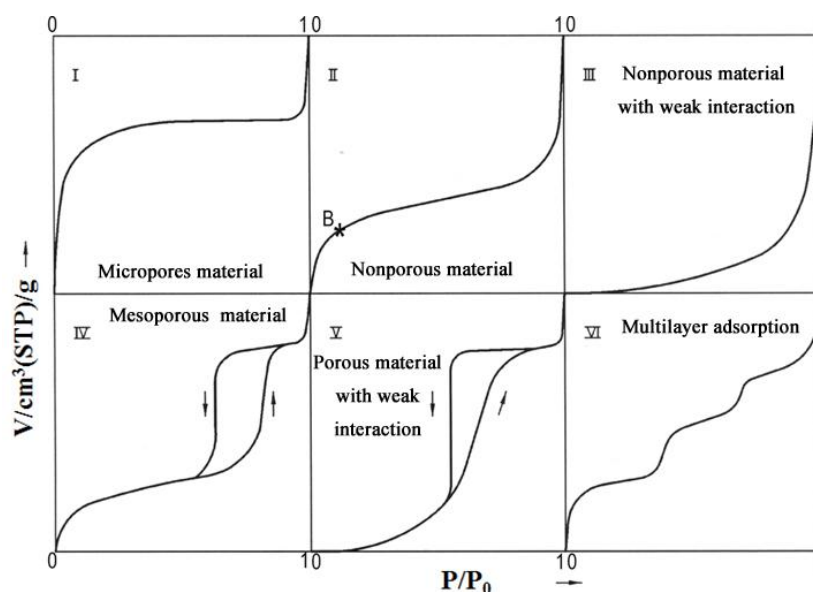 0 10 10
I
II
III Nonporous material
with weak interaction
B
*
Micropores material
Nonporous material
V/cm³(STP)/g →
IV Mesoporous material
V
Porous material
with weak
interaction
VI Multilayer adsorption
0 10 10
P/P₀ →